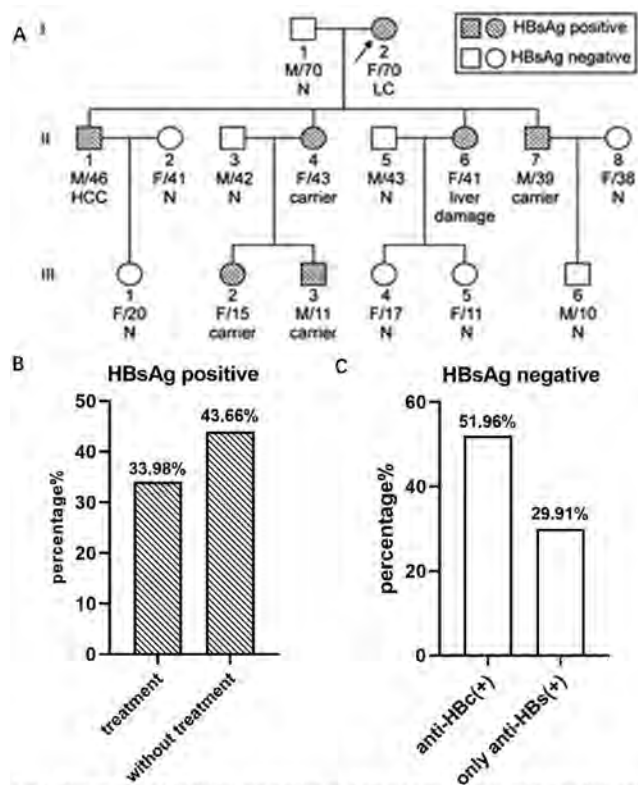 A
I
HBsAg positive
HBsAg negative
1 2
M/70 F/70
N LC
II
1 2 3 4 5 6 7 8
M/46 F/41 M/42 F/43 M/43 F/41 M/39 F/38
HCC N N carrier N liver carrier N
damage
III
1 2 3 4 5 6
F/20 F/15 M/11 F/17 F/11 M/10
N carrier carrier N N N
B
HBsAg positive
percentage%
50
40
30
20
10
0
33.98%
43.66%
treatment
without treatment
C
HBsAg negative
percentage%
60
40
20
0
51.96%
29.91%
anti-HBc(+)
only anti-HBs(+)